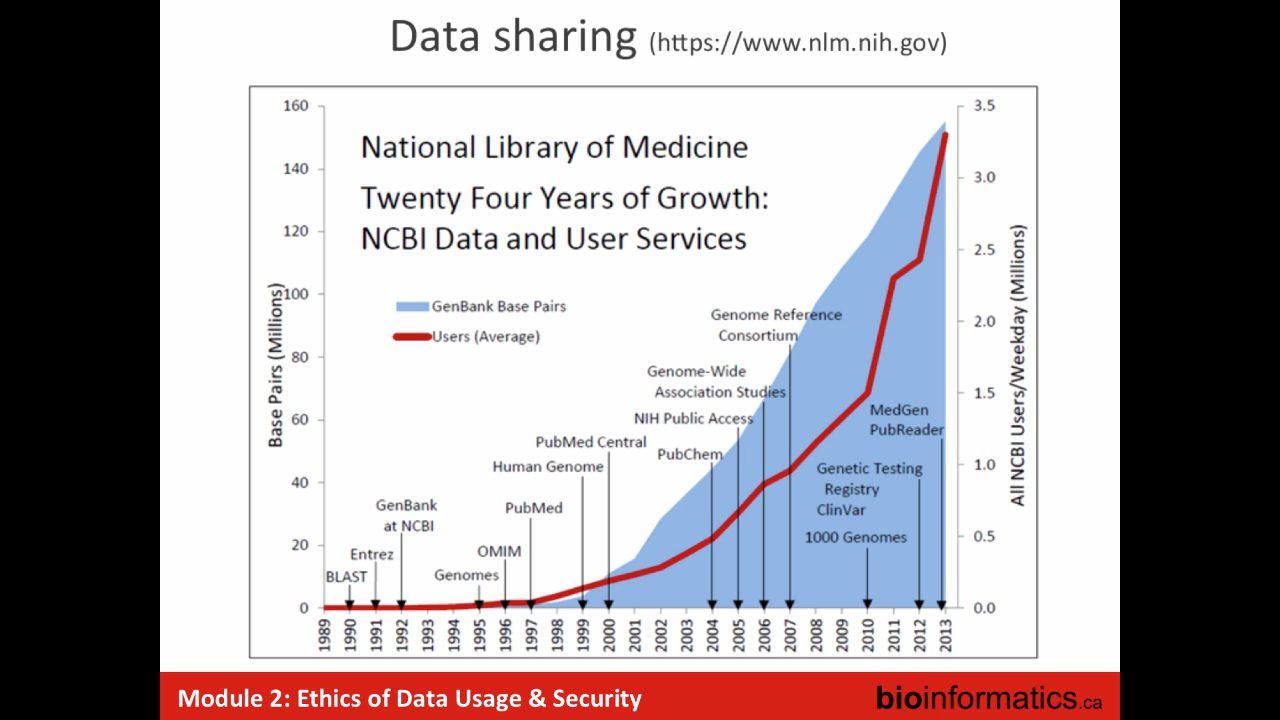 Data sharing (https://www.nlm.nih.gov)
National Library of Medicine
Twenty Four Years of Growth:
NCBI Data and User Services
GenBank Base Pairs
Users (Average)
Base Pairs (Millions)
160
140
120
100
80
60
40
20
0
All NCBI Users/Weekday (Millions)
3.5
3.0
2.5
2.0
1.5
1.0
0.5
0.0
BLAST
Entrez
GenBank
at NCBI
Genomes
OMIM
PubMed
Human Genome
PubMed Central
PubChem
NIH Public Access
Genome-Wide
Association Studies
Genome Reference
Consortium
1000 Genomes
Genetic Testing
Registry
ClinVar
MedGen
PubReader
1989
1990
1991
1992
1993
1994
1995
1996
1997
1998
1999
2000
2001
2002
2003
2004
2005
2006
2007
2008
2009
2010
2011
2012
2013
Module 2: Ethics of Data Usage & Security
bioinformatics.ca